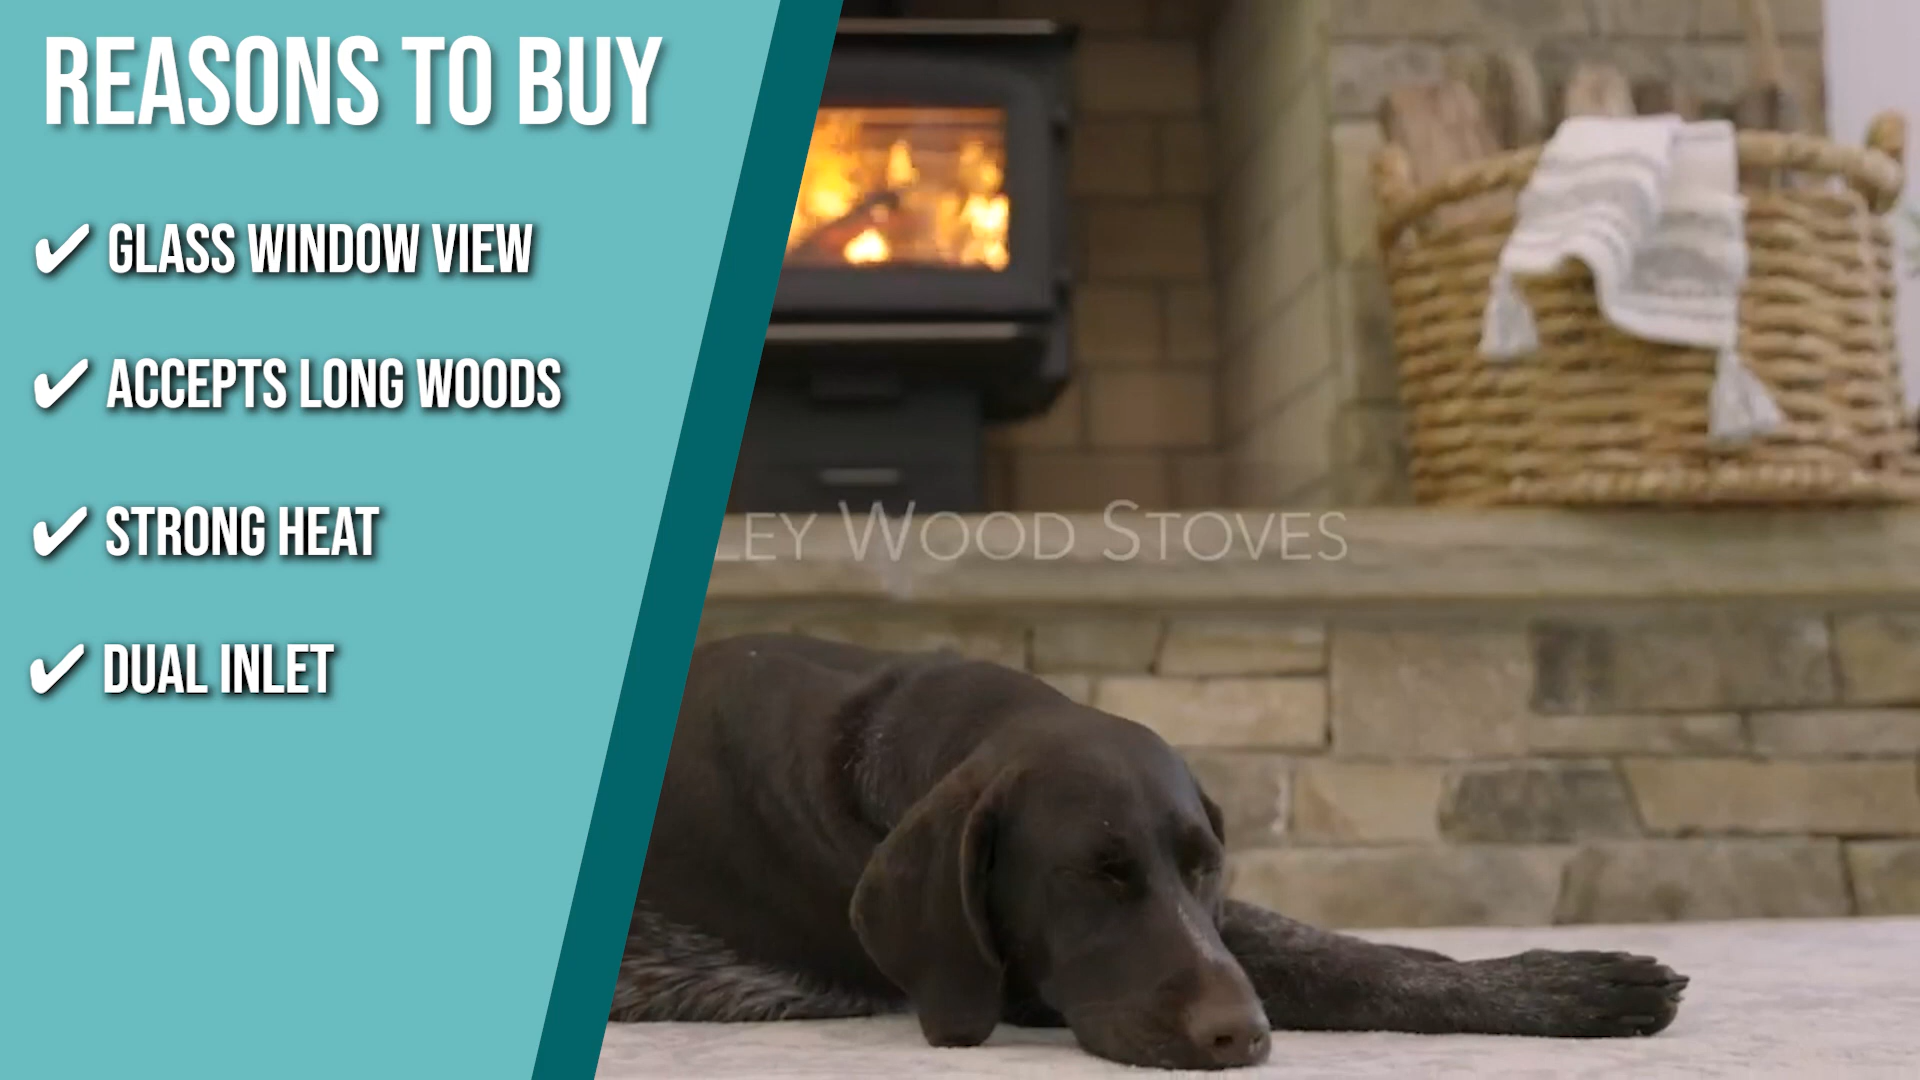 REASONS TO BUY
✔ GLASS WINDOW VIEW
✔ ACCEPTS LONG WOODS
✔ STRONG HEAT
✔ DUAL INLET
WOOD STOVES